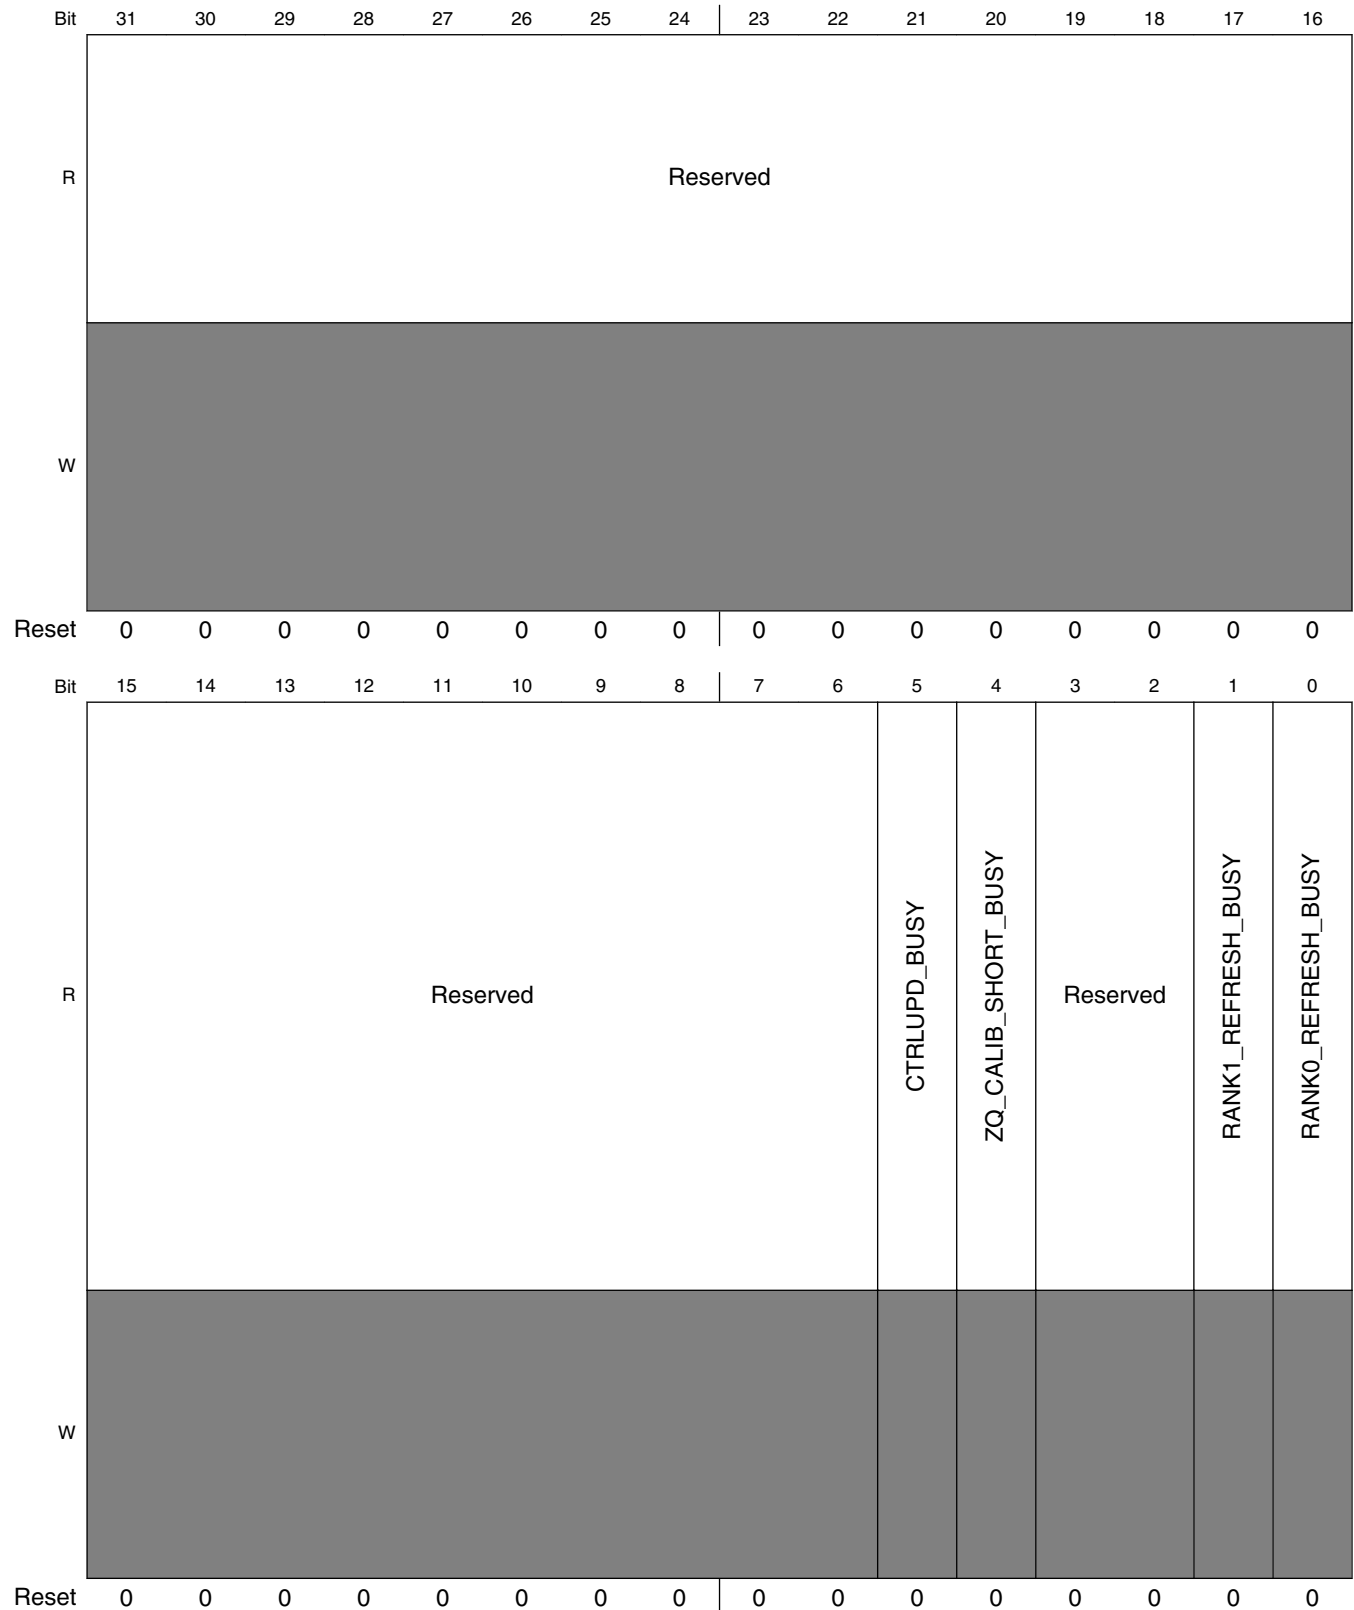 Bit 31 30 29 28 27 26 25 24 23 22 21 20 19 18 17 16
R Reserved
W
Reset 0 0 0 0 0 0 0 0 0 0 0 0 0 0 0 0
Bit 15 14 13 12 11 10 9 8 7 6 5 4 3 2 1 0
R Reserved CTRLUPD_BUSY ZQ_CALIB_SHORT_BUSY Reserved RANK1_REFRESH_BUSY RANK0_REFRESH_BUSY
W
Reset 0 0 0 0 0 0 0 0 0 0 0 0 0 0 0 0